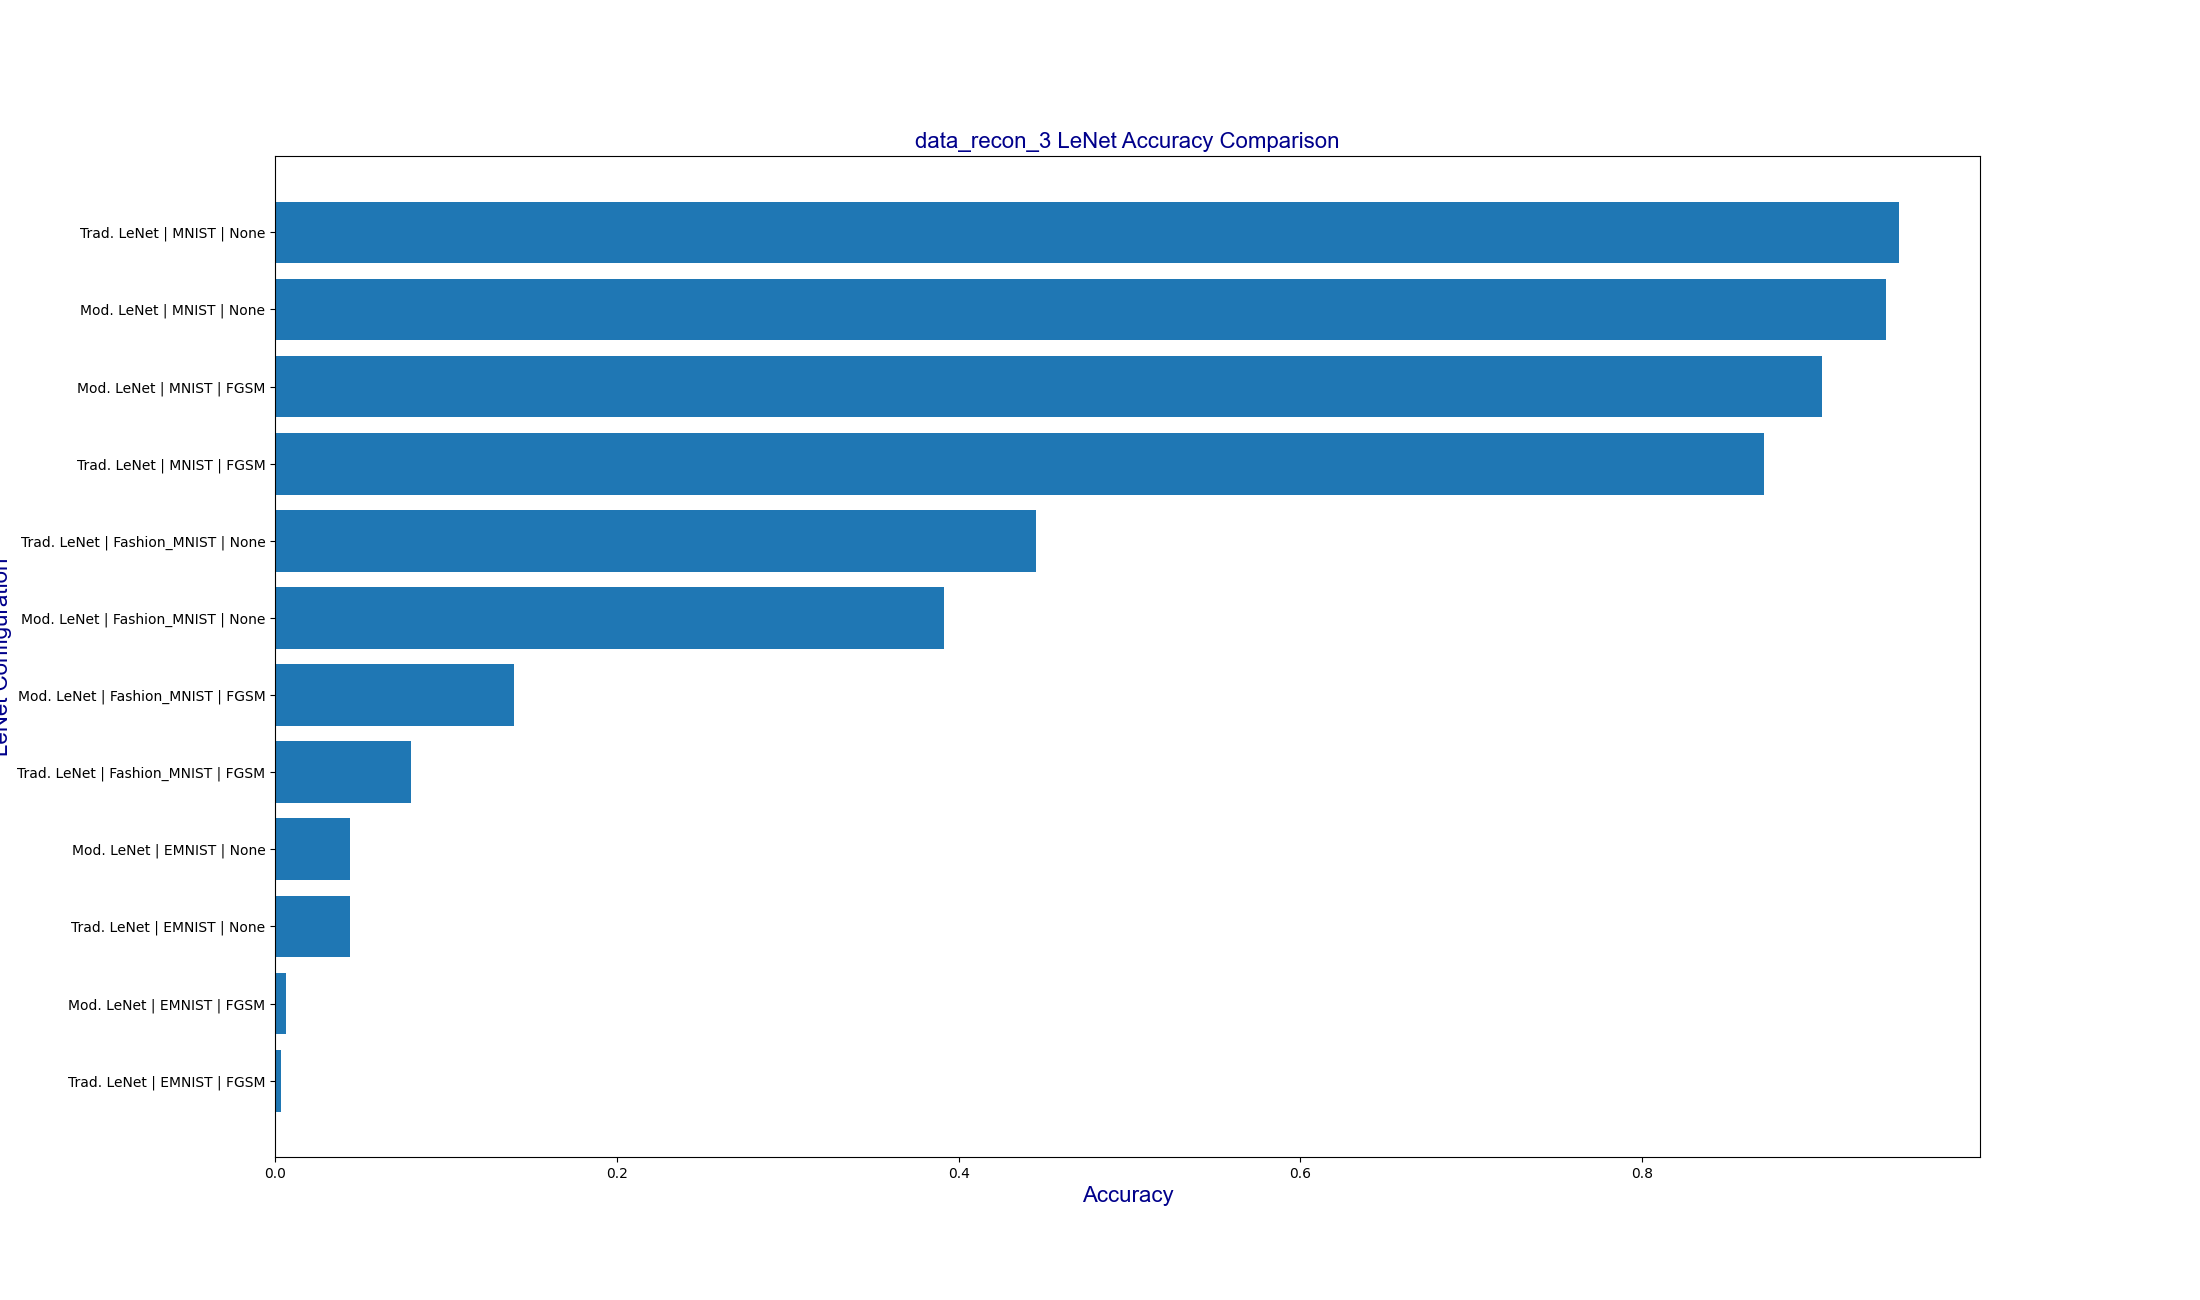 data_recon_3 LeNet Accuracy Comparison
Trad. LeNet | MNIST | None
Mod. LeNet | MNIST | None
Mod. LeNet | MNIST | FGSM
Trad. LeNet | MNIST | FGSM
Trad. LeNet | Fashion_MNIST | None
Mod. LeNet | Fashion_MNIST | None
Mod. LeNet | Fashion_MNIST | FGSM
Trad. LeNet | Fashion_MNIST | FGSM
Mod. LeNet | EMNIST | None
Trad. LeNet | EMNIST | None
Mod. LeNet | EMNIST | FGSM
Trad. LeNet | EMNIST | FGSM
LeNet Configuration
0.0 0.2 0.4 0.6 0.8
Accuracy